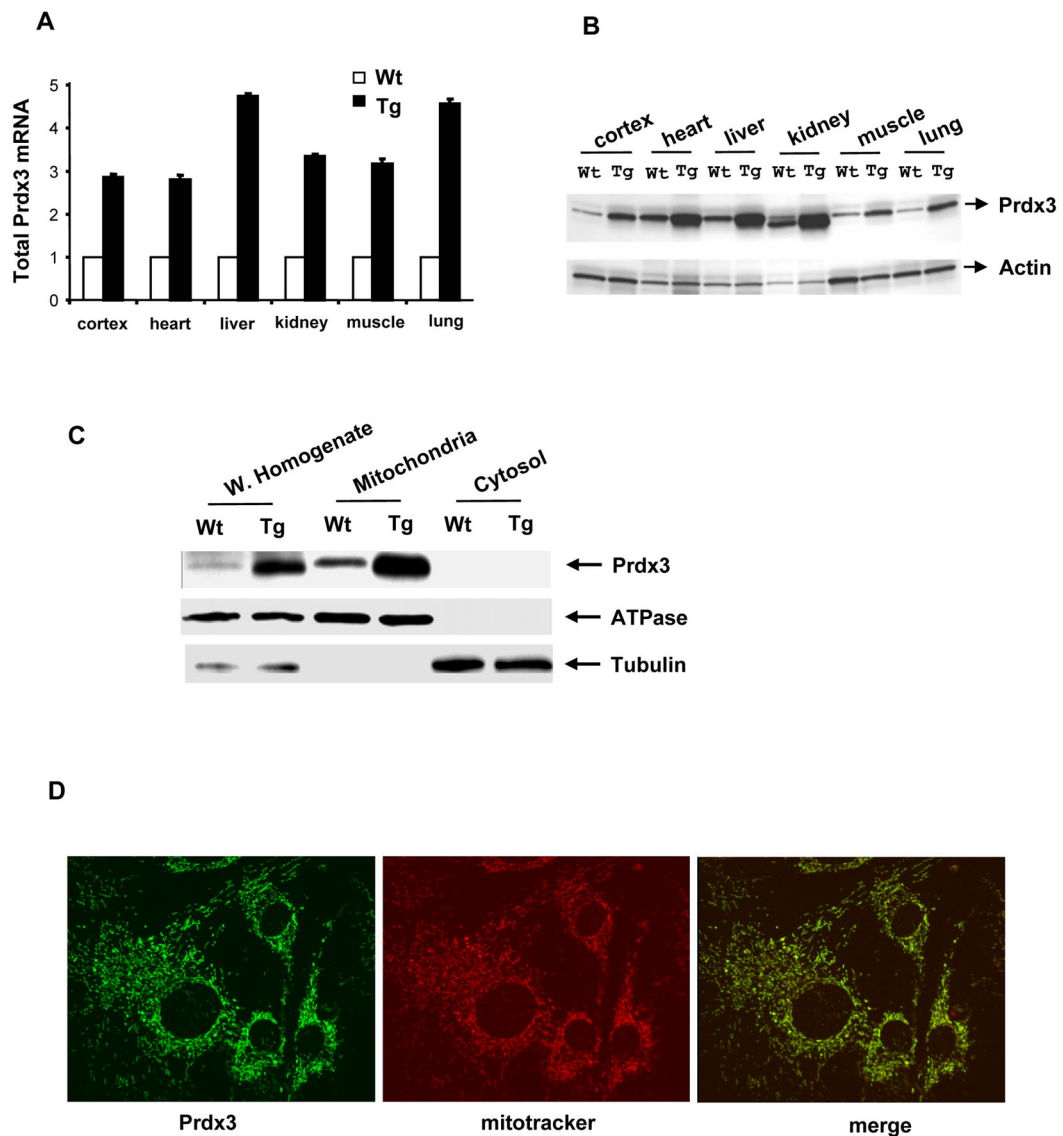 A
Total Prdx3 mRNA
5
4
3
2
1
0
Wt
Tg
cortex heart liver kidney muscle lung
B
cortex heart liver kidney muscle lung
Wt Tg Wt Tg Wt Tg Wt Tg Wt Tg Wt Tg
Prdx3
Actin
C
W. Homogenate Mitochondria Cytosol
Wt Tg Wt Tg Wt Tg
Prdx3
ATPase
Tubulin
D
Prdx3 mitotracker merge